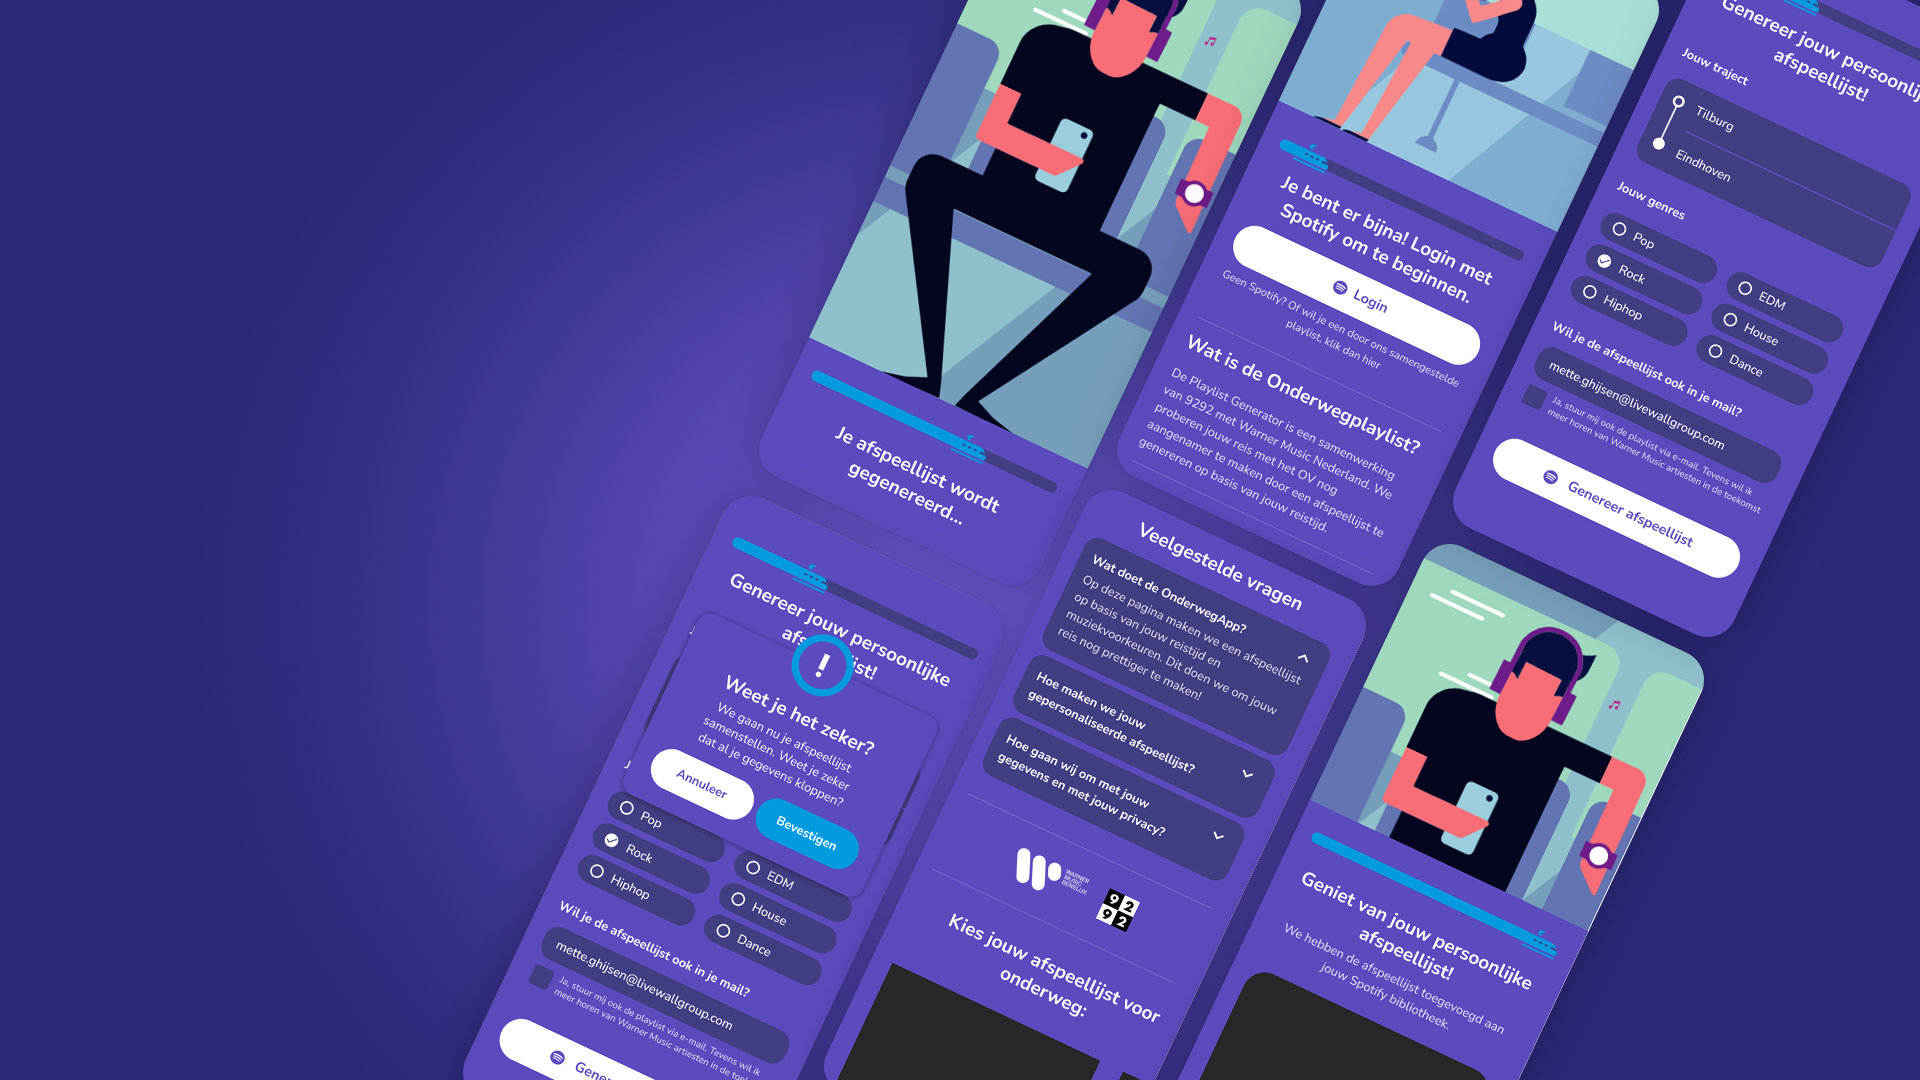 Je afspeellijst wordt
gegenereerd...
Je bent er bijna! Login met
Spotify om te beginnen.
Login
Geen Spotify? Of wil je een door ons samengestelde
playlist, klik dan hier
Wat is de Onderwegplaylist?
De Playlist Generator is een samenwerking
van 9292 met Warner Music Nederland. We
proberen jouw reis met het OV nog
aangenamer te maken door een afspeellijst te
genereren op basis van jouw reistijd.
Genereer jouw persoonlij
afspeellijst!
Jouw traject
Tilburg
Eindhoven
Jouw genres
Pop
Rock
Hiphop
EDM
House
Dance
Wil je de afspeellijst ook in je mail?
mette.ghijsen@livewallgroup.com
Ja, stuur mij ook de playlist via e-mail. Tevens wil ik
meer horen van Warner Music artiesten in de toekomst
Genereer afspeellijst
Genereer jouw persoonlijke
afs
ijst!
J
!
Weet je het zeker?
We gaan nu je afspeellijst
samenstellen. Weet je zeker
dat al je gegevens kloppen?
Annuleer
Bevestigen
J
Pop
Rock
Hiphop
EDM
House
Dance
Wil je de afspeellijst ook in je mail?
mette.ghijsen@livewallgroup.com
Ja, stuur mij ook de playlist via e-mail. Tevens wil ik
meer horen van Warner Music artiesten in de toe
Gene
Veelgestelde vragen
Wat doet de OnderwegApp?
Op deze pagina maken we een afspeellijst
op basis van jouw reistijd en
muziekvoorkeuren. Dit doen we om jouw
reis nog prettiger te maken!
Hoe maken we jouw
gepersonaliseerde afspeellijst?
Hoe gaan wij om met jouw
gegevens en met jouw privacy?
WARNER
MUSIC
BENELUX
92
92
Kies jouw afspeellijst voor
onderweg:
Geniet van jouw persoonlijke
afspeellijst!
We hebben de afspeellijst toegevoegd aan
jouw Spotify bibliotheek.